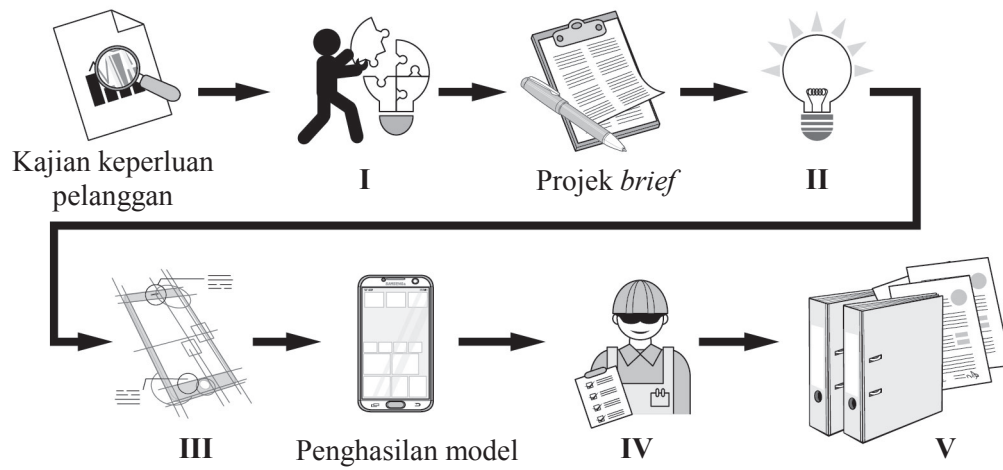 Kajian keperluan
pelanggan
I
Projek brief
II
III
Penghasilan model
IV
V